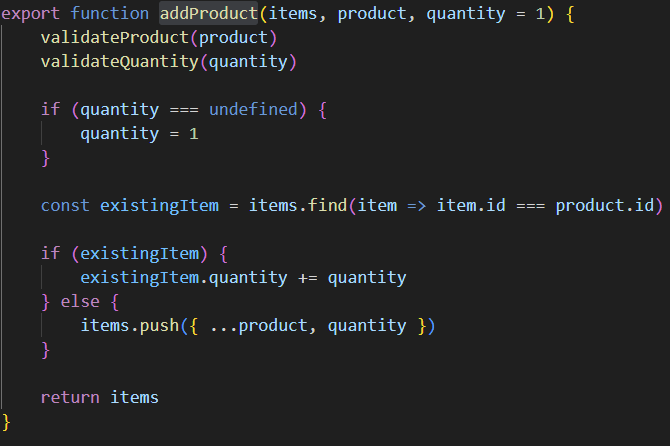 export function addProduct(items, product, quantity = 1) {
    validateProduct(product)
    validateQuantity(quantity)

    if (quantity === undefined) {
        quantity = 1
    }

    const existingItem = items.find(item => item.id === product.id)

    if (existingItem) {
        existingItem.quantity += quantity
    } else {
        items.push({ ...product, quantity })
    }

    return items
}